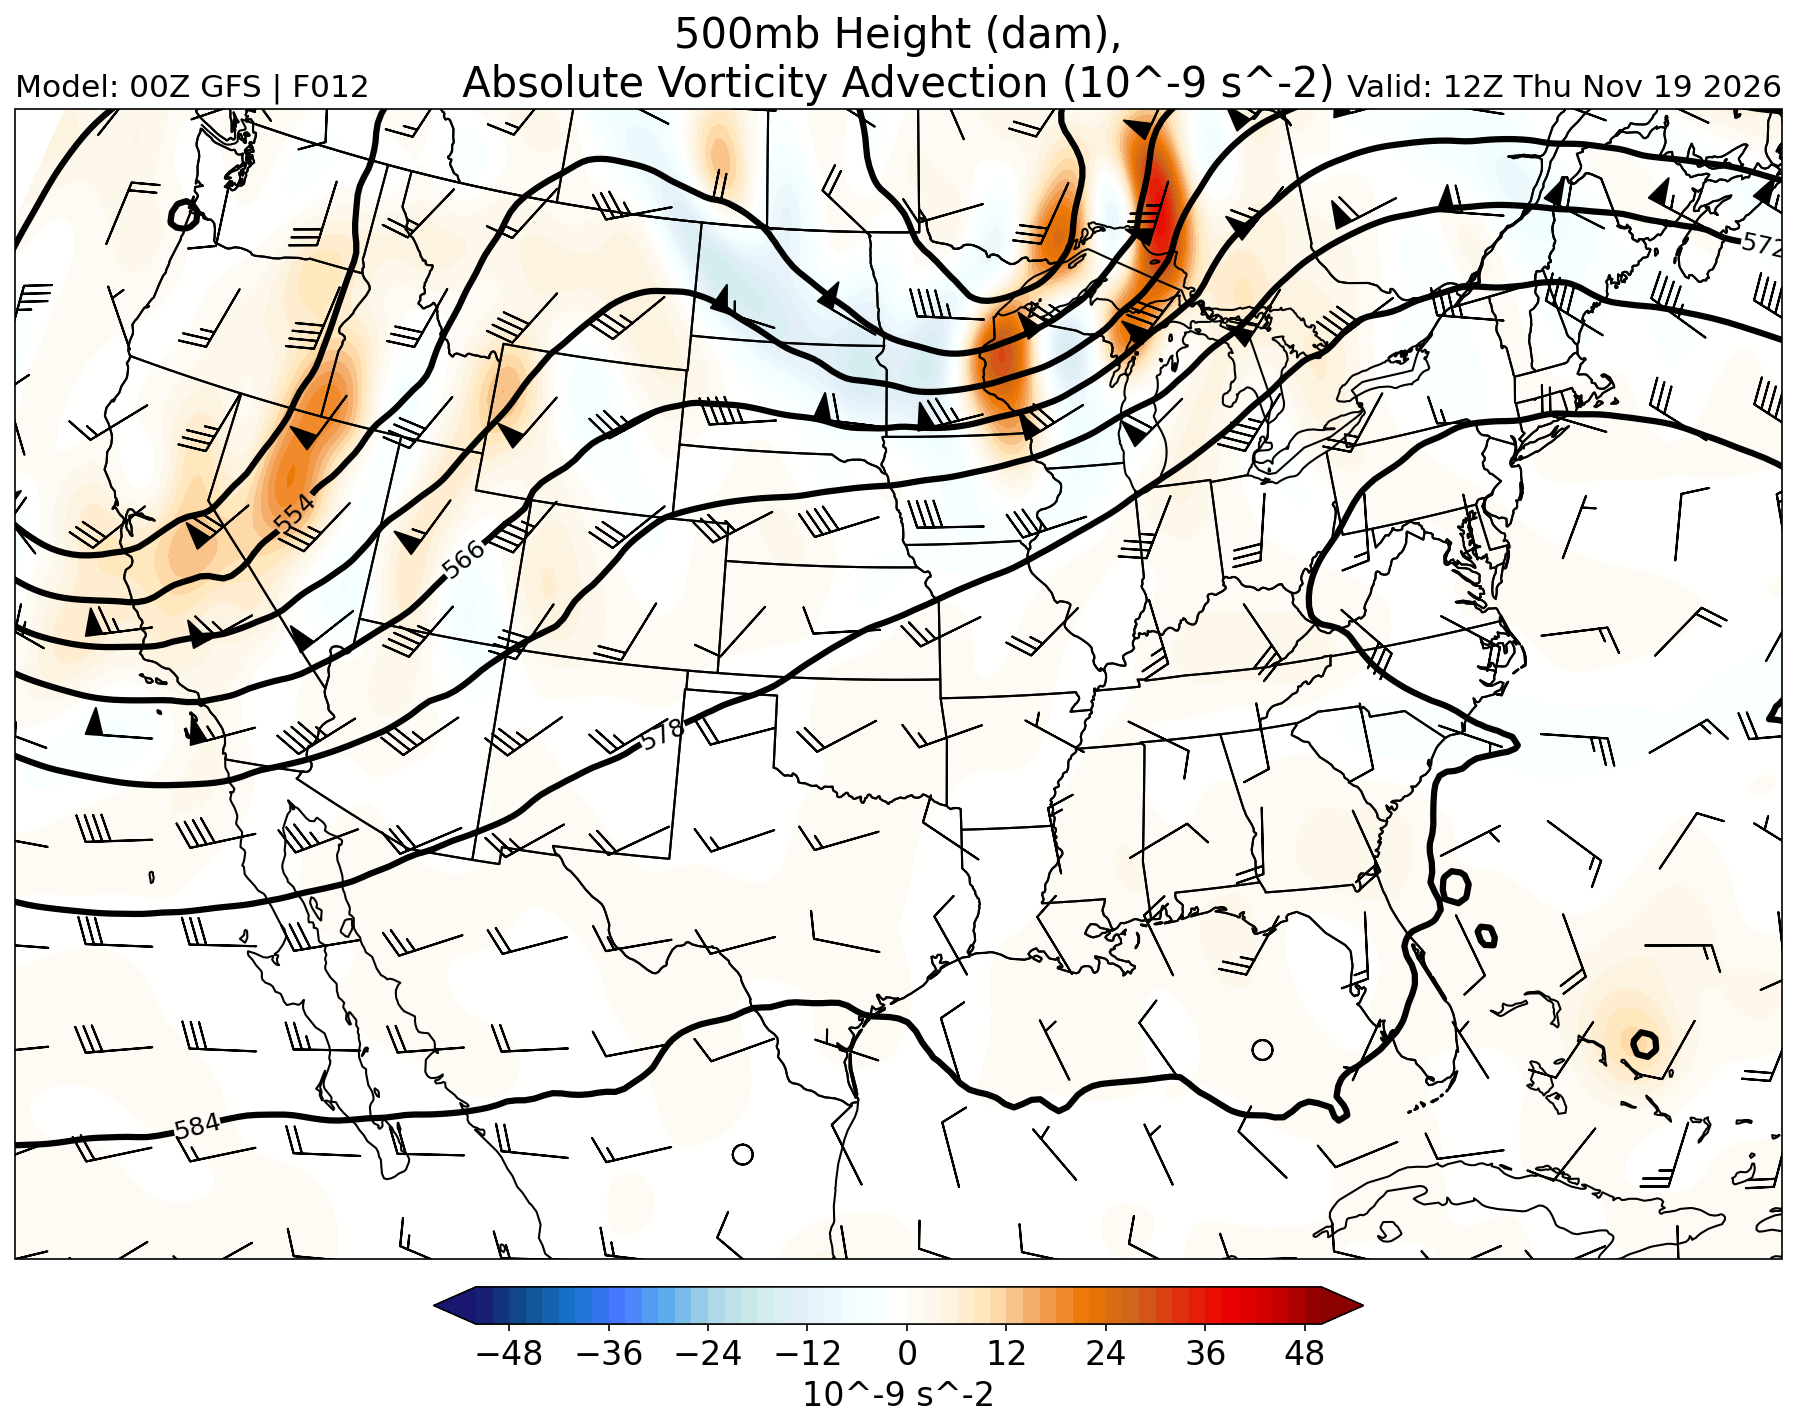 500mb Height (dam),
Model: 00Z GFS | F012
Absolute Vorticity Advection (10^-9 s^-2)
Valid: 12Z Thu Nov 19 2026
572
554
566
578
584
−48 −36 −24 −12 0 12 24 36 48
10^-9 s^-2